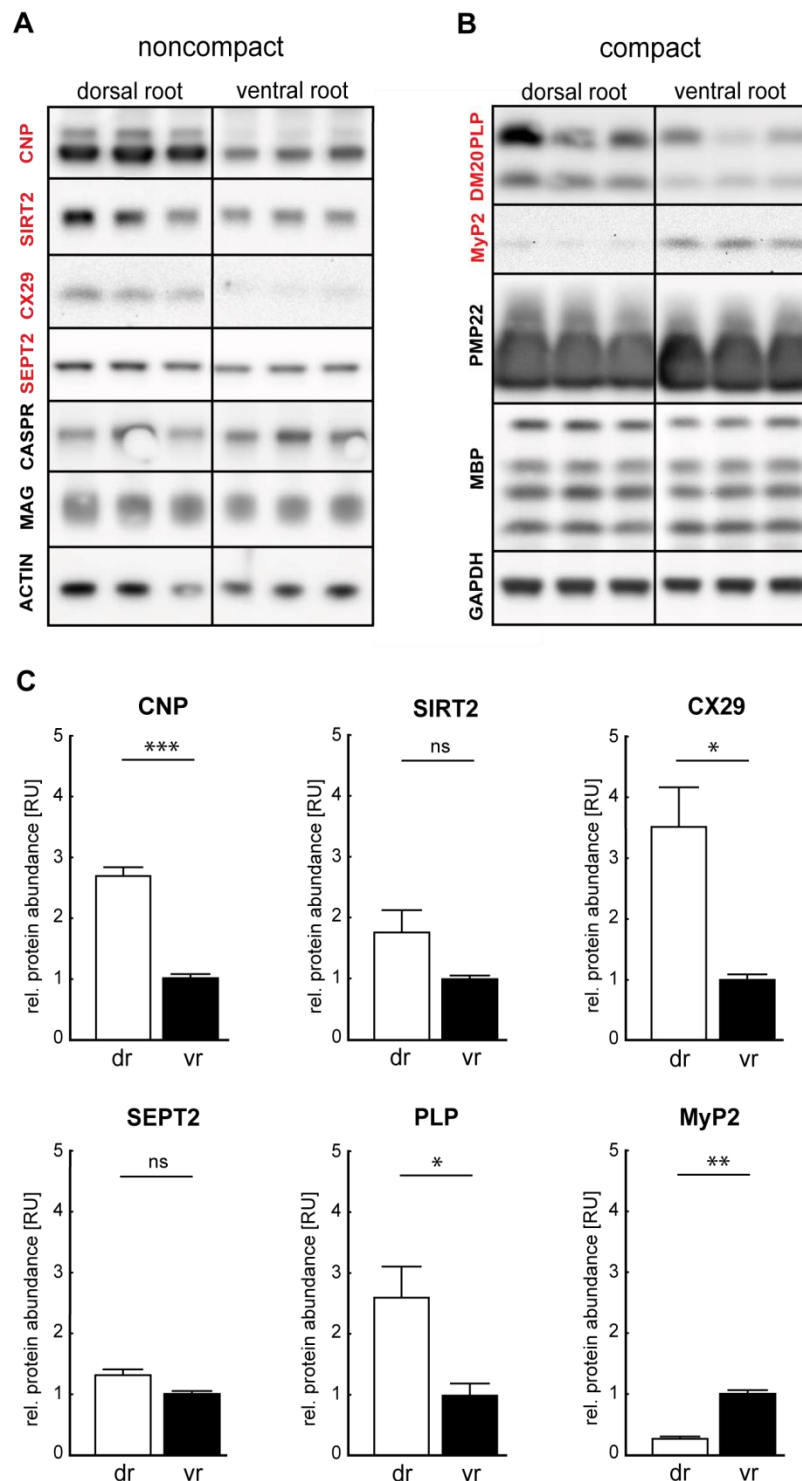 A
noncompact
dorsal root ventral root
CNP
SIRT2
CX29
SEPT2
CASPR
MAG
ACTIN
B
compact
dorsal root ventral root
DM20 PLP
MyP2
PMP22
MBP
GAPDH
C
CNP
rel. protein abundance [RU]
5
4
3
2
1
0
***
dr vr
SIRT2
rel. protein abundance [RU]
5
4
3
2
1
0
ns
dr vr
CX29
rel. protein abundance [RU]
5
4
3
2
1
0
*
dr vr
SEPT2
rel. protein abundance [RU]
5
4
3
2
1
0
ns
dr vr
PLP
rel. protein abundance [RU]
5
4
3
2
1
0
*
dr vr
MyP2
rel. protein abundance [RU]
5
4
3
2
1
0
**
dr vr